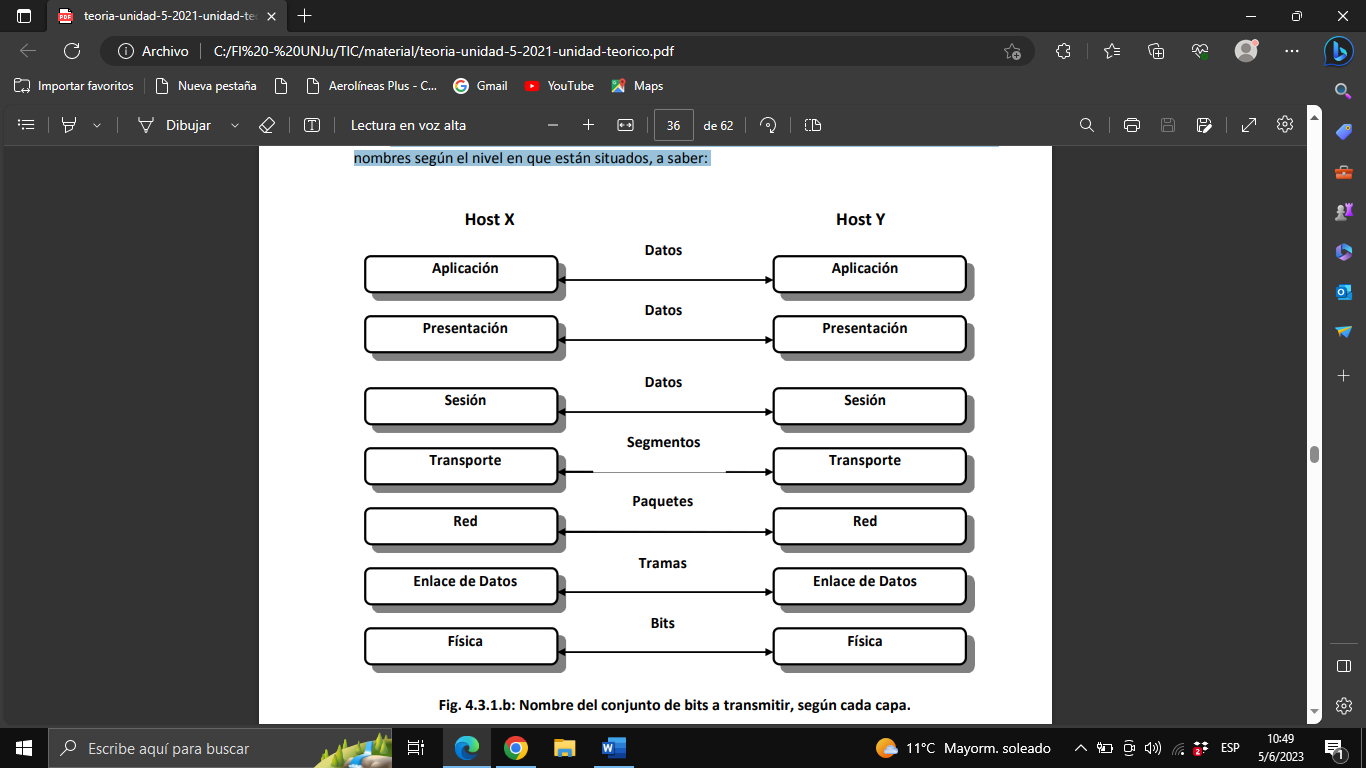 teoria-unidad-5-2021-unidad-te
Archivo
C:/FI%20-%20UNJu/TIC/material/teoria-unidad-5-2021-unidad-teorico.pdf
Importar favoritos
Nueva pestaña
Aerolíneas Plus - C...
Gmail
YouTube
Maps
Dibujar
Lectura en voz alta
36
de 62
nombres según el nivel en que están situados, a saber:
Host X
Host Y
Datos
Aplicación
Aplicación
Datos
Presentación
Presentación
Datos
Sesión
Sesión
Segmentos
Transporte
Transporte
Paquetes
Red
Red
Tramas
Enlace de Datos
Enlace de Datos
Bits
Física
Física
Fig. 4.3.1.b: Nombre del conjunto de bits a transmitir, según cada capa.
Escribe aquí para buscar
11°C Mayorm. soleado
ESP
10:49
5/6/2023